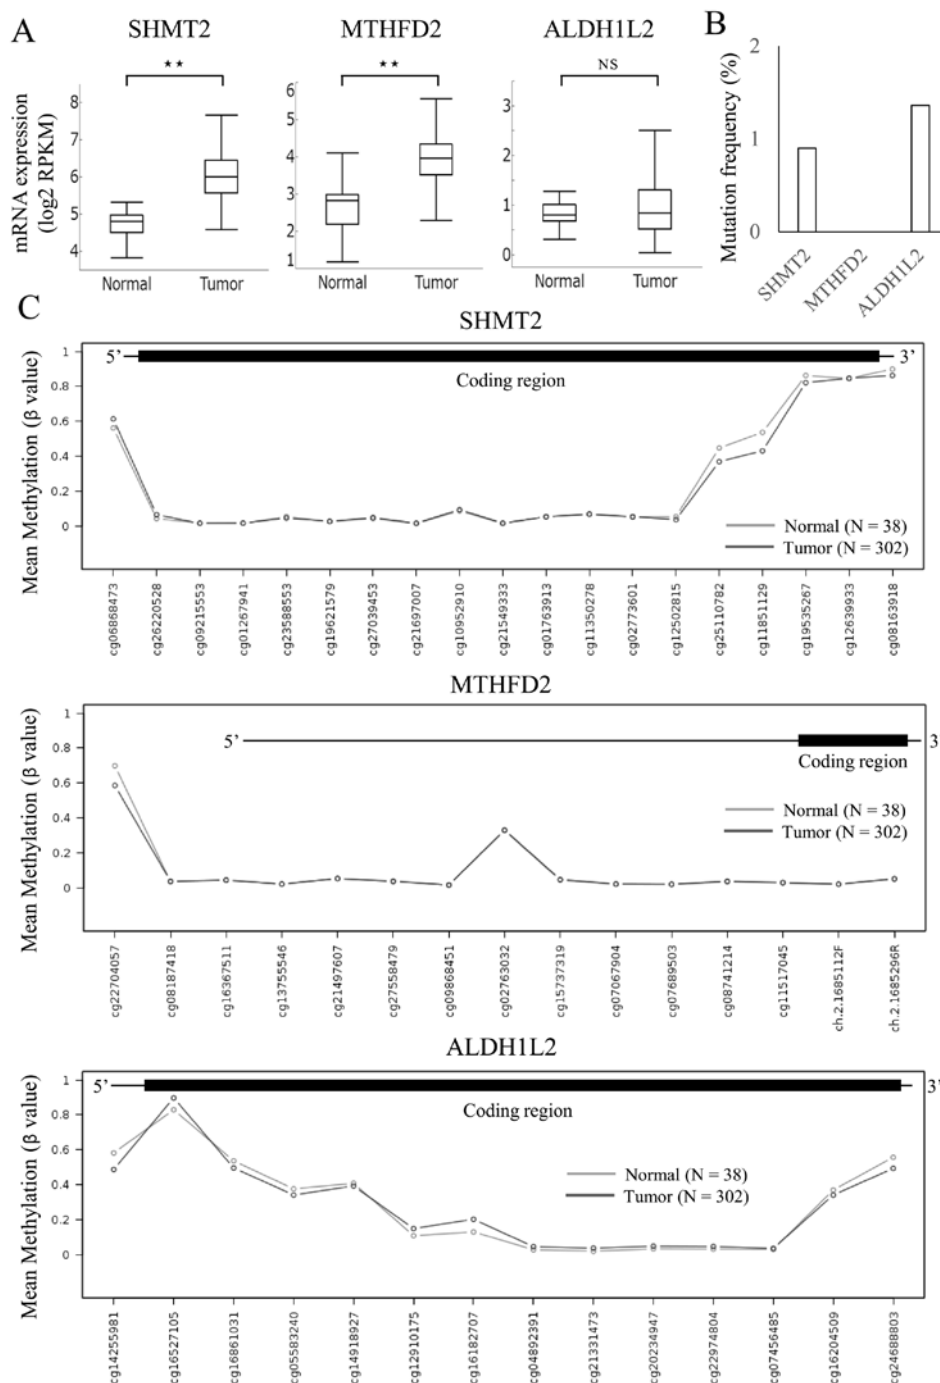 A
SHMT2
MTHFD2
ALDH1L2
B
mRNA expression
(log2 RPKM)
8
7
6
5
4
★★
Normal
Tumor
6
5
4
3
2
1
★★
Normal
Tumor
3
2
1
0
NS
Normal
Tumor
Mutation frequency (%)
2
1
0
SHMT2
MTHFD2
ALDH1L2
C
SHMT2
Mean Methylation (β value)
1
0.8
0.6
0.4
0.2
0
5’
3’
Coding region
Normal (N = 38)
Tumor (N = 302)
cg06868473
cg26220528
cg09215553
cg01267941
cg23588553
cg19621579
cg27039453
cg21697007
cg10952910
cg21549333
cg01763913
cg11350278
cg02773601
cg12502815
cg25110782
cg11851129
cg19535267
cg12639933
cg08163918
MTHFD2
Mean Methylation (β value)
1
0.8
0.6
0.4
0.2
0
5’
3
Coding region
Normal (N = 38)
Tumor (N = 302)
cg22704057
cg08187418
cg16367511
cg13755546
cg21497607
cg27558479
cg09868451
cg02763032
cg15737319
cg07067904
cg07689503
cg08741214
cg11517045
ch.2.1685112F
ch.2.1685296R
ALDH1L2
Mean Methylation (β value)
1
0.8
0.6
0.4
0.2
0
5’
3’
Coding region
Normal (N = 38)
Tumor (N = 302)
cg14255981
cg16527105
cg16861031
cg05583240
cg14918927
cg12910175
cg16182707
cg04892391
cg21331473
cg20234947
cg22974804
cg07456485
cg16204509
cg24688803